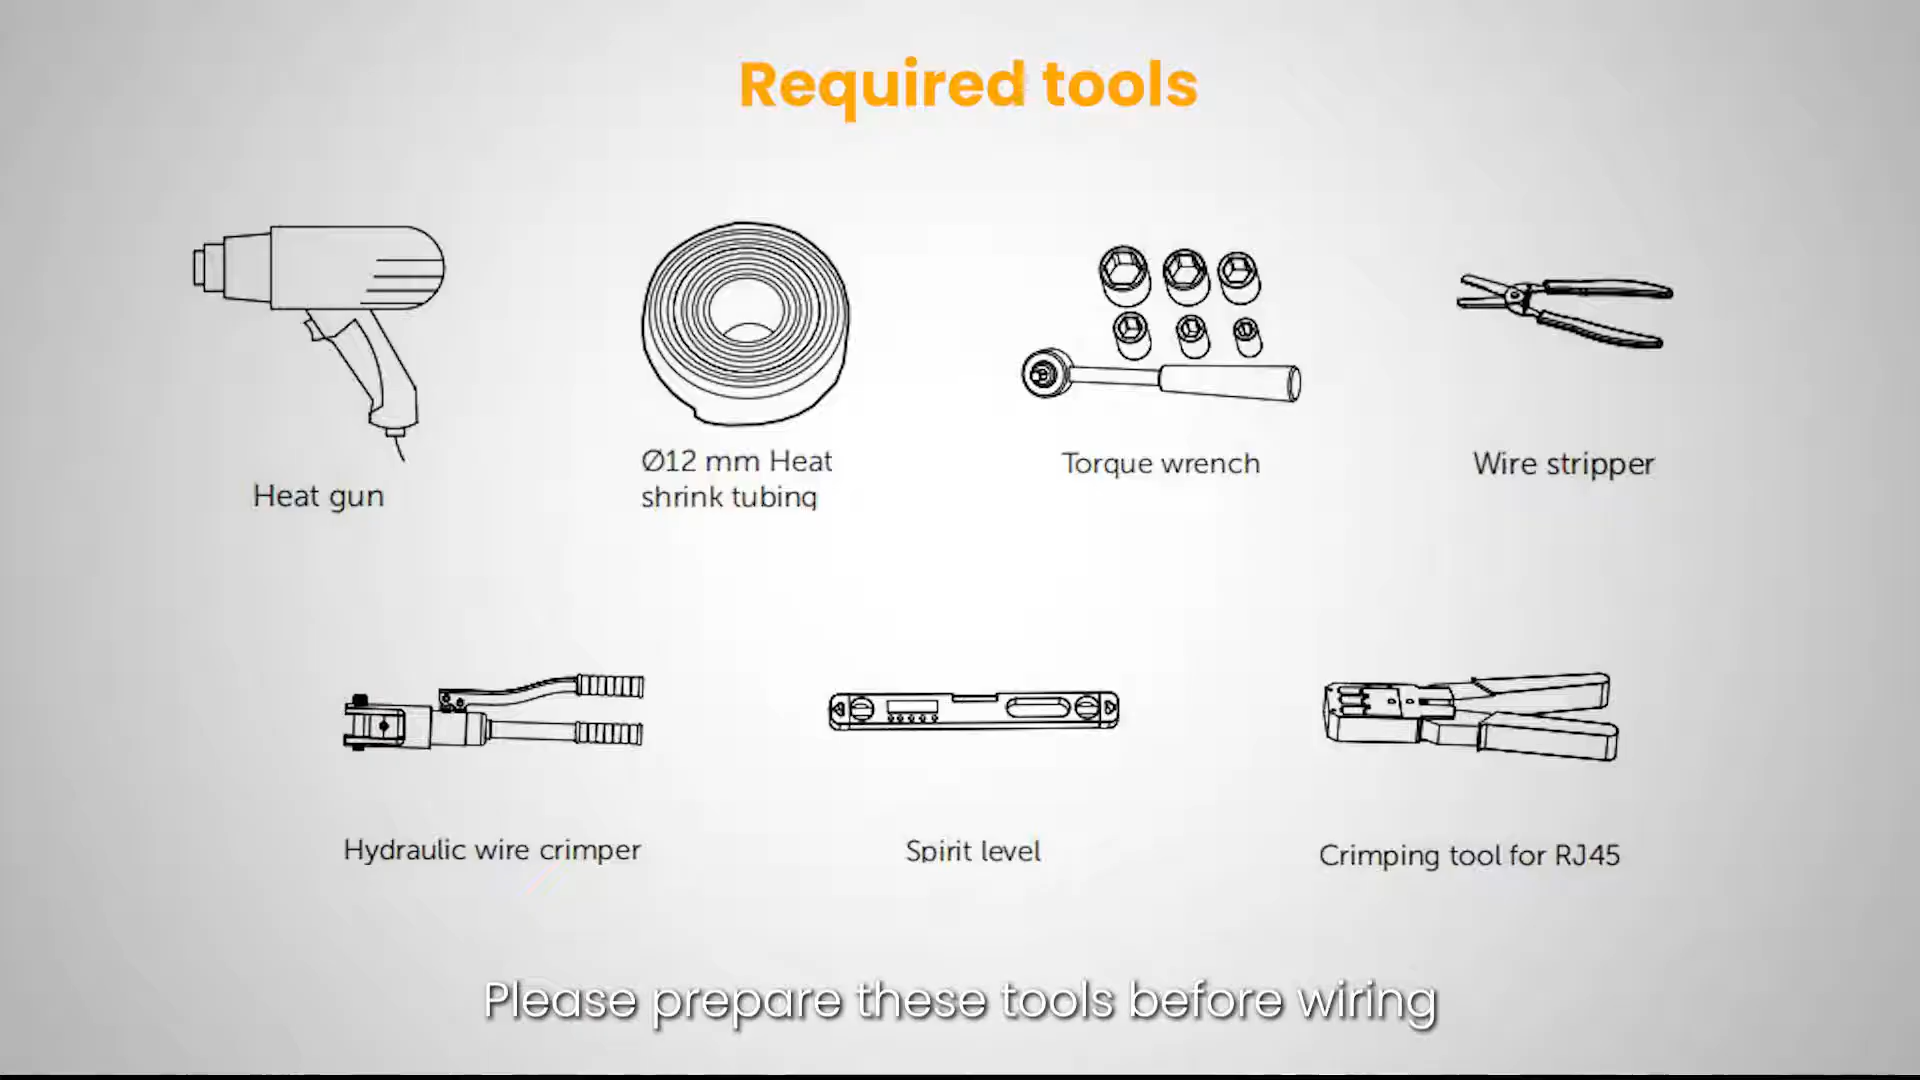 Required tools
Heat gun
Ø12 mm Heat
shrink tubing
Torque wrench
Wire stripper
Hydraulic wire crimper
Spirit level
Crimping tool for RJ45
Please prepare these tools before wiring